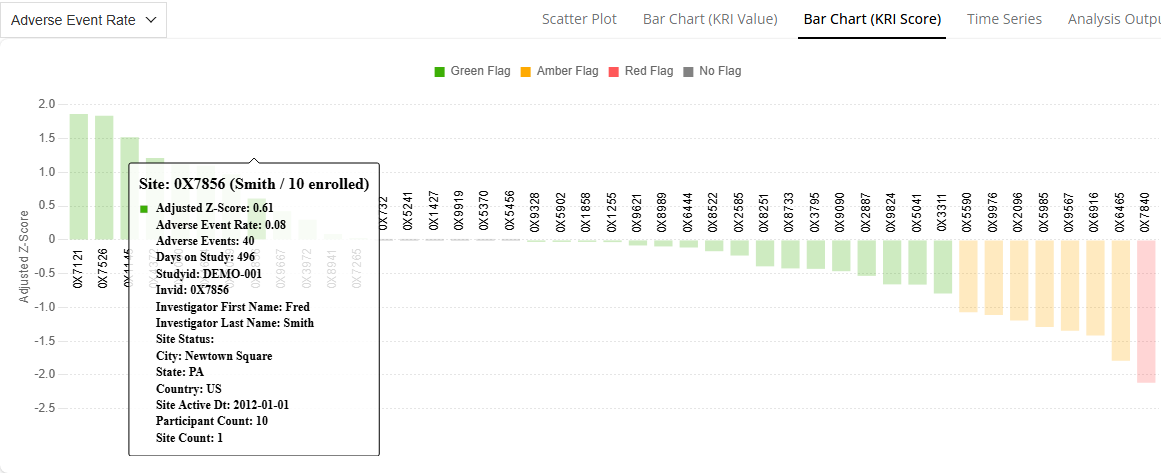 Adverse Event Rate
Scatter Plot
Bar Chart (KRI Value)
Bar Chart (KRI Score)
Time Series
Analysis Outpu
Green Flag
Amber Flag
Red Flag
No Flag
Adjusted Z-Score
2.0
1.5
1.0
0.5
0
-0.5
-1.0
-1.5
-2.0
-2.5
0X7121
0X7526
Site: 0X7856 (Smith / 10 enrolled)
Adjusted Z-Score: 0.61
Adverse Event Rate: 0.08
Adverse Events: 40
Days on Study: 496
Studyid: DEMO-001
Invid: 0X7856
Investigator First Name: Fred
Investigator Last Name: Smith
Site Status:
City: Newtown Square
State: PA
Country: US
Site Active Dt: 2012-01-01
Participant Count: 10
Site Count: 1
0X9667
0X3972
0X8941
0X7265
0X732
0X5241
0X1427
0X9919
0X5370
0X5456
0X9328
0X5902
0X1858
0X1255
0X9621
0X8989
0X6444
0X8522
0X2585
0X8251
0X8733
0X3795
0X9090
0X2887
0X9824
0X5041
0X3311
0X5590
0X9976
0X2096
0X5985
0X9567
0X6916
0X6465
0X7840